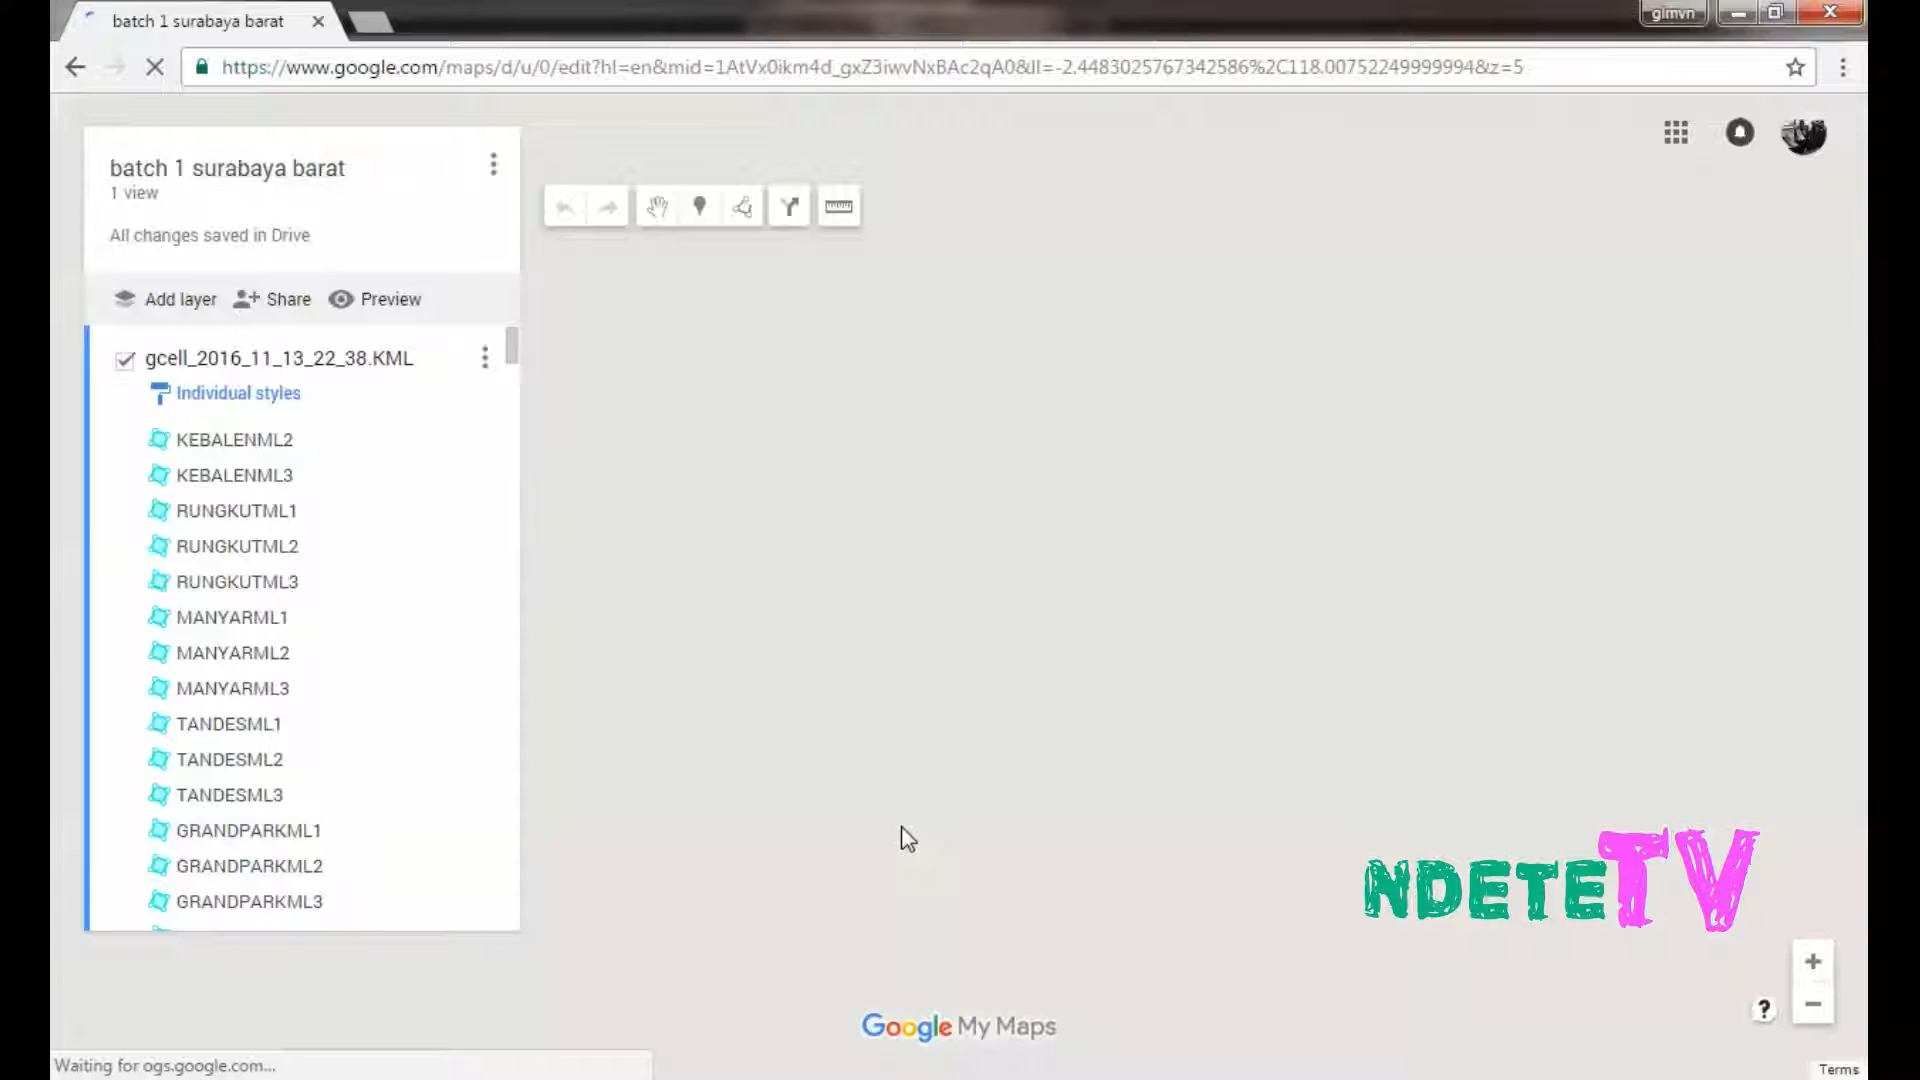 batch 1 surabaya barat
glmvn
https://www.google.com/maps/d/u/0/edit?hl=en&mid=1AtVx0ikm4d_gxZ3iwvNxBAc2qA0&ll=-2.4483025767342586%2C118.00752249999994&z=5
batch 1 surabaya barat
1 view
All changes saved in Drive
Add layer Share Preview
gcell_2016_11_13_22_38.KML
Individual styles
KEBALENML2
KEBALENML3
RUNGKUTML1
RUNGKUTML2
RUNGKUTML3
MANYARML1
MANYARML2
MANYARML3
TANDESML1
TANDESML2
TANDESML3
GRANDPARKML1
GRANDPARKML2
GRANDPARKML3
NDETETV
Google My Maps
Waiting for ogs.google.com...
Terms